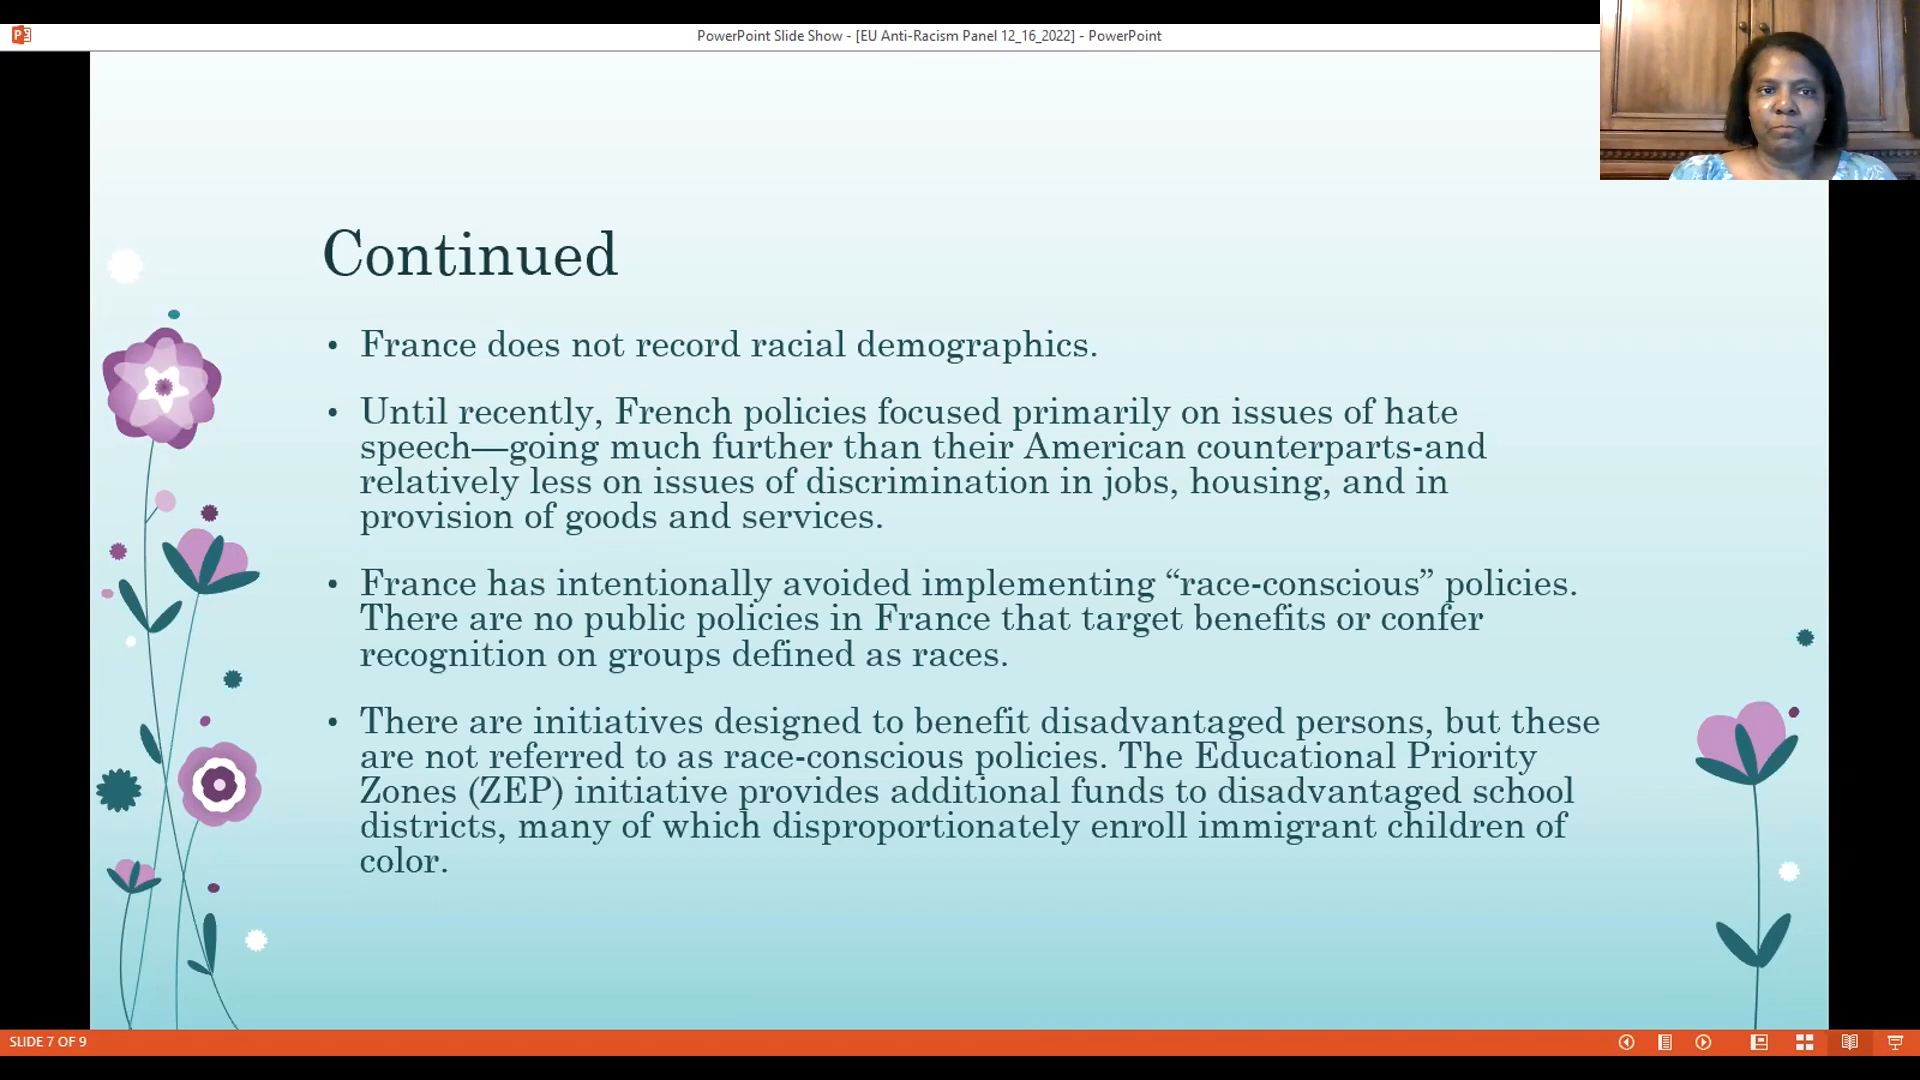 PowerPoint Slide Show - [EU Anti-Racism Panel 12_16_2022] - PowerPoint
Continued
• France does not record racial demographics.
• Until recently, French policies focused primarily on issues of hate
speech—going much further than their American counterparts-and
relatively less on issues of discrimination in jobs, housing, and in
provision of goods and services.
• France has intentionally avoided implementing “race-conscious” policies.
There are no public policies in France that target benefits or confer
recognition on groups defined as races.
• There are initiatives designed to benefit disadvantaged persons, but these
are not referred to as race-conscious policies. The Educational Priority
Zones (ZEP) initiative provides additional funds to disadvantaged school
districts, many of which disproportionately enroll immigrant children of
color.
SLIDE 7 OF 9